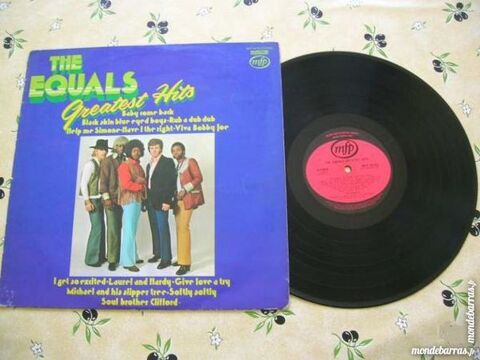 THE
EQUALS
Greatest Hits
mfp
Baby come back
Black skin blue eyed boys-Rub a dub dub
Help me Simone-Have I the right-Viva Bobby Joe
I get so excited-Laurel and Hardy-Give love a try
Michael and his slipper tree-Softly softly
Soul brother Clifford-
mfp
mondebarras.fr
mondebarras.fr